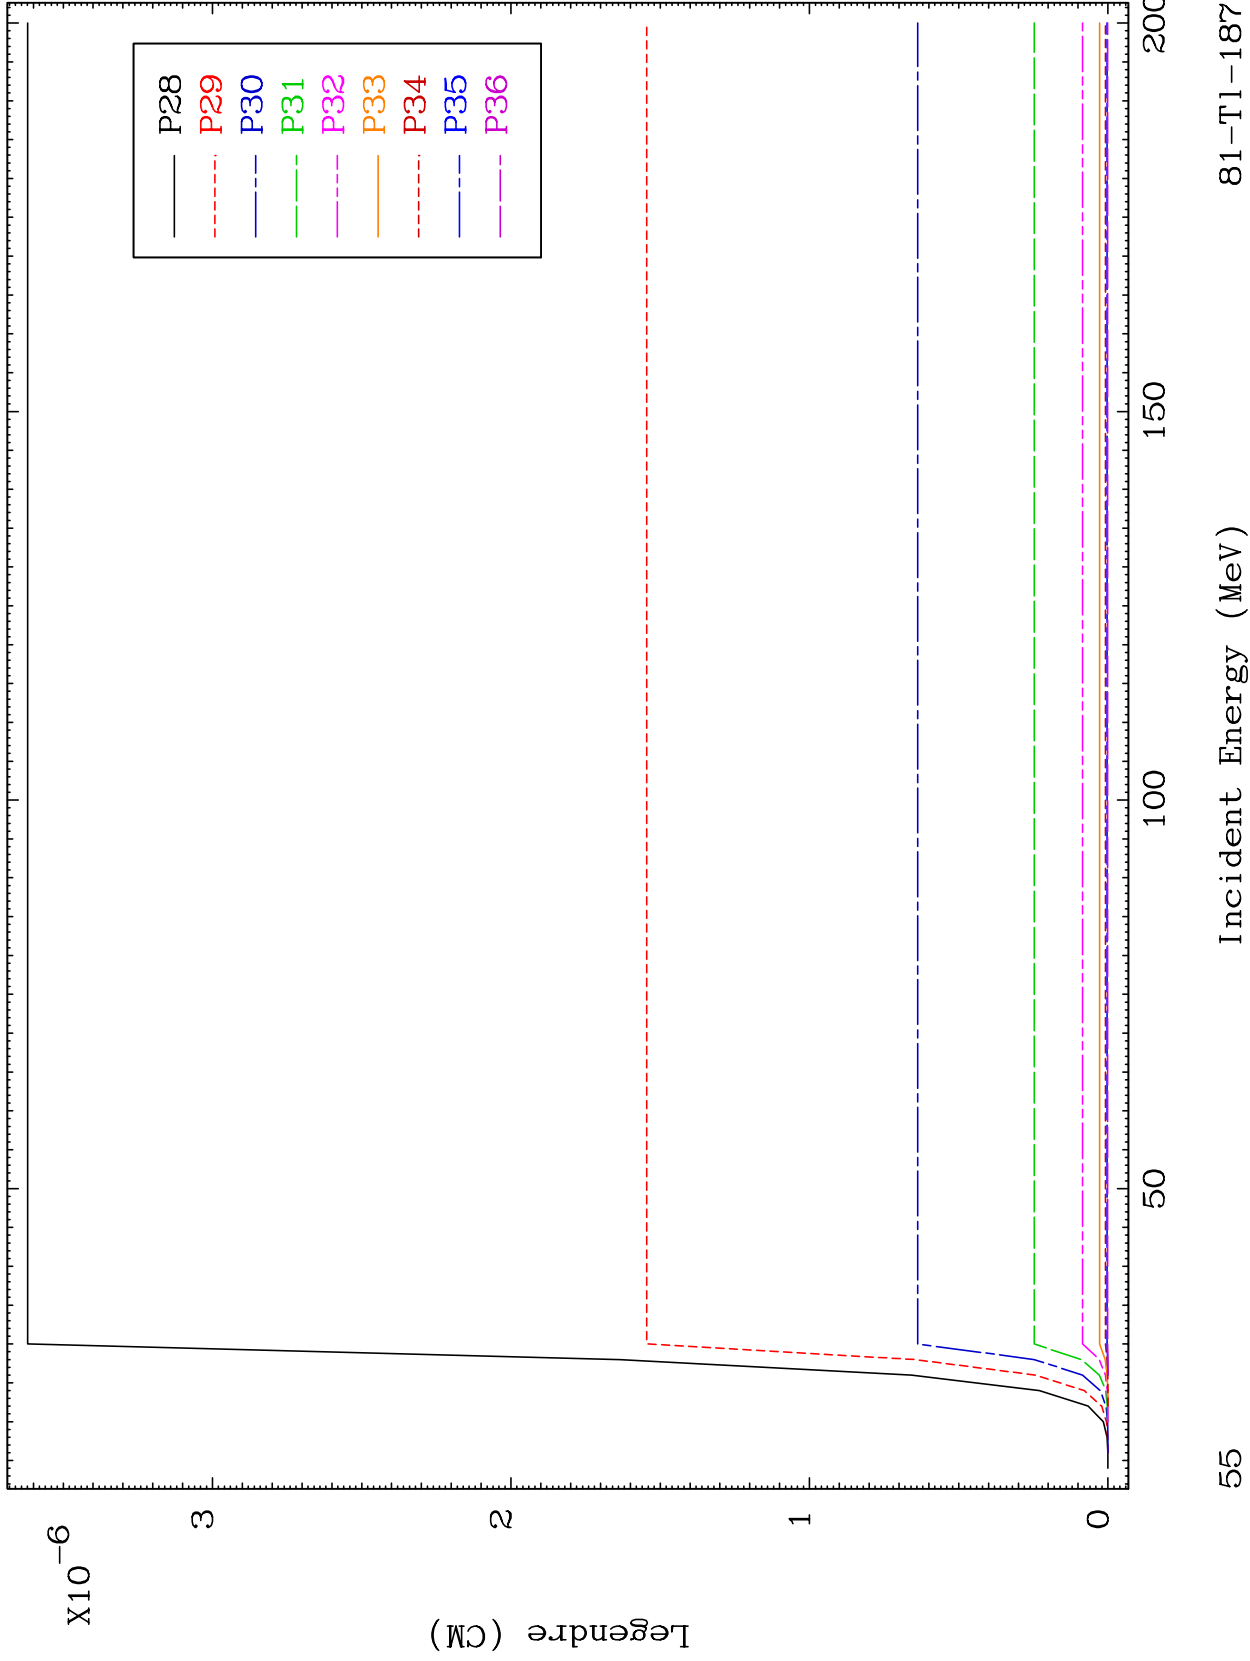 X10-6
3
2
1
0
Legendre (CM)
P28
P29
P30
P31
P32
P33
P34
P35
P36
50
100
150
200
Incident Energy (MeV)
55
81-Tl-187